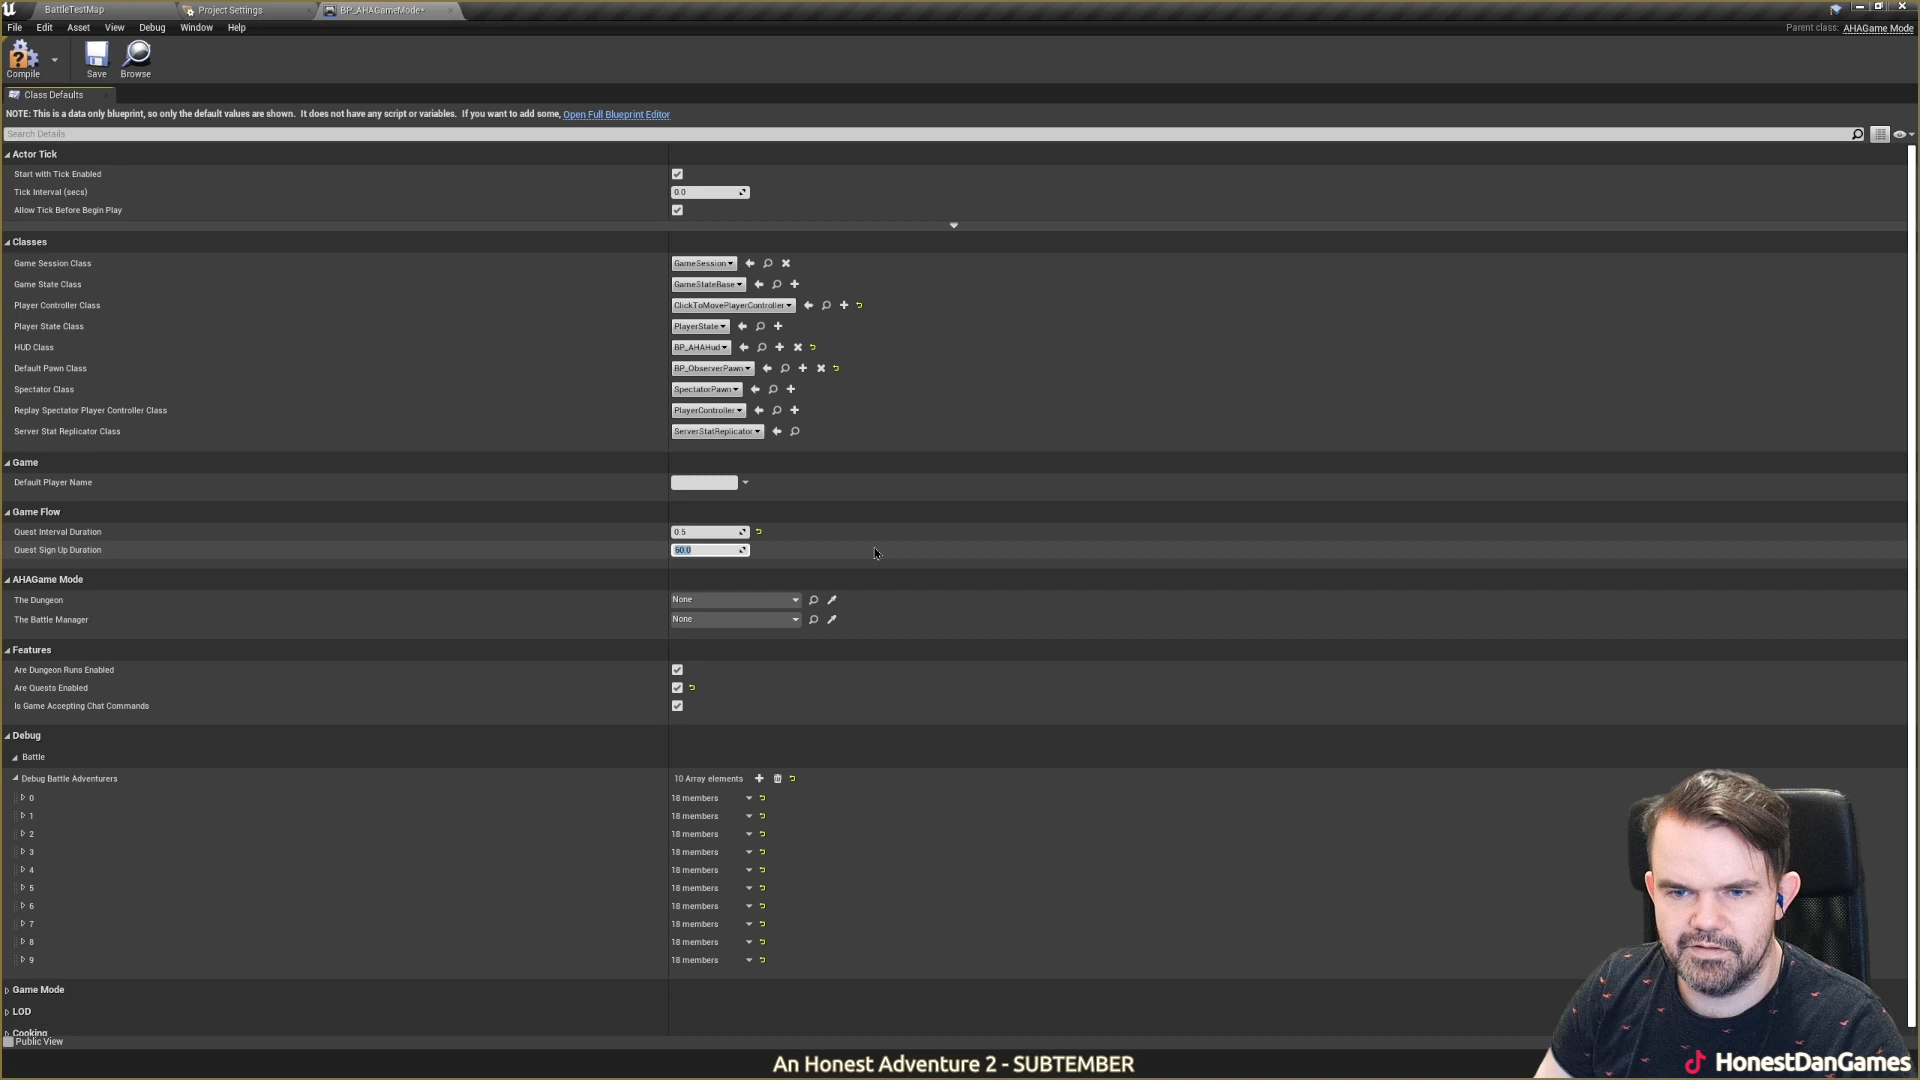 BattleTestMap
Project Settings
BP_AHAGameMode*
File Edit Asset View Debug Window Help
Parent class: AHAGame Mode
Compile Save Browse
Class Defaults
NOTE: This is a data only blueprint, so only the default values are shown. It does not have any script or variables. If you want to add some, Open Full Blueprint Editor
Search Details
Actor Tick
Start with Tick Enabled
Tick Interval (secs) 0.0
Allow Tick Before Begin Play
Classes
Game Session Class GameSession
Game State Class GameStateBase
Player Controller Class ClickToMovePlayerController
Player State Class PlayerState
HUD Class BP_AHAHud
Default Pawn Class BP_ObserverPawn
Spectator Class SpectatorPawn
Replay Spectator Player Controller Class PlayerController
Server Stat Replicator Class ServerStatReplicator
Game
Default Player Name
Game Flow
Quest Interval Duration 0.5
Quest Sign Up Duration 60.0
AHAGame Mode
The Dungeon None
The Battle Manager None
Features
Are Dungeon Runs Enabled
Are Quests Enabled
Is Game Accepting Chat Commands
Debug
Battle
Debug Battle Adventurers 10 Array elements
0 18 members
1 18 members
2 18 members
3 18 members
4 18 members
5 18 members
6 18 members
7 18 members
8 18 members
9 18 members
Game Mode
LOD
Cooking
Public View
An Honest Adventure 2 - SUBTEMBER
HonestDanGames